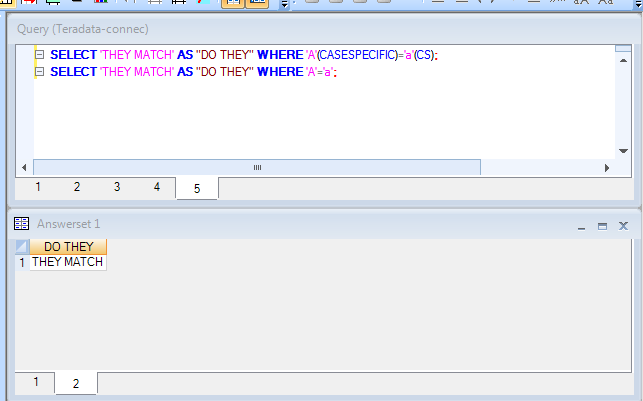 Query (Teradata-connec)
SELECT 'THEY MATCH' AS "DO THEY" WHERE 'A'(CASESPECIFIC)='a'(CS);
SELECT 'THEY MATCH' AS "DO THEY" WHERE 'A'='a';
1 2 3 4 5
Answerset 1
DO THEY
1 THEY MATCH
1 2